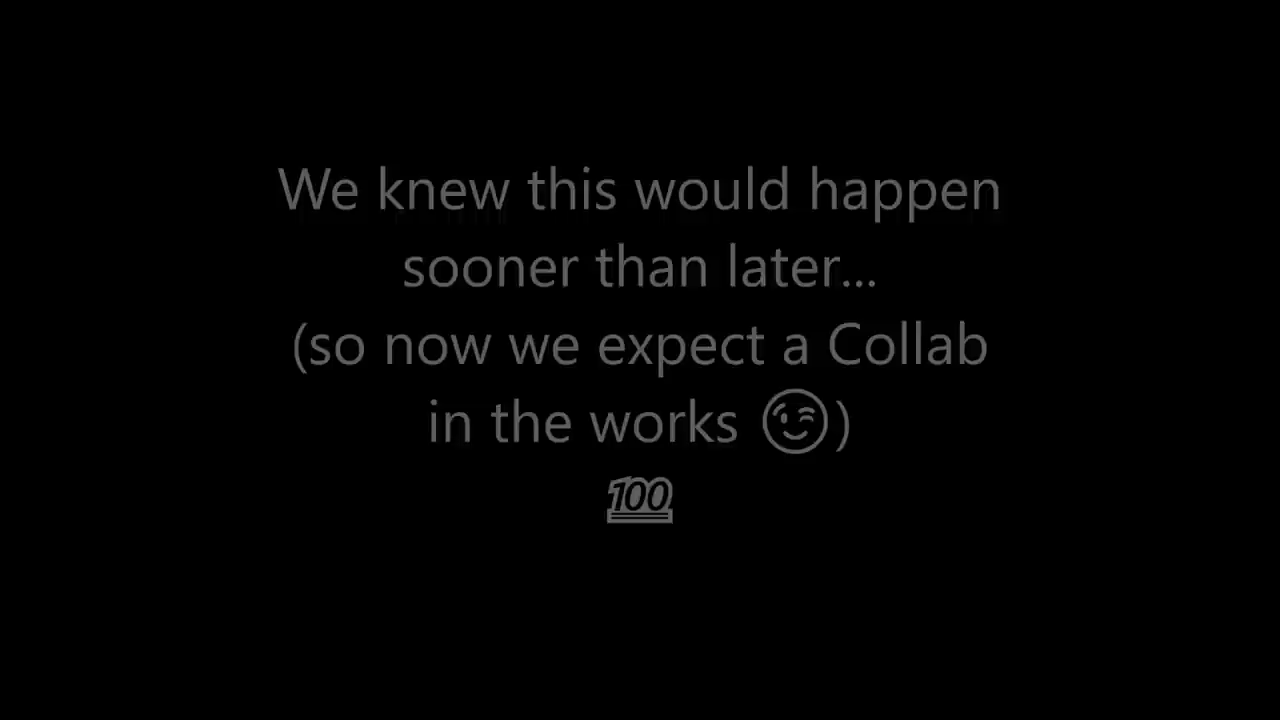 We knew this would happen
sooner than later...
(so now we expect a Collab
in the works 😉)
💯